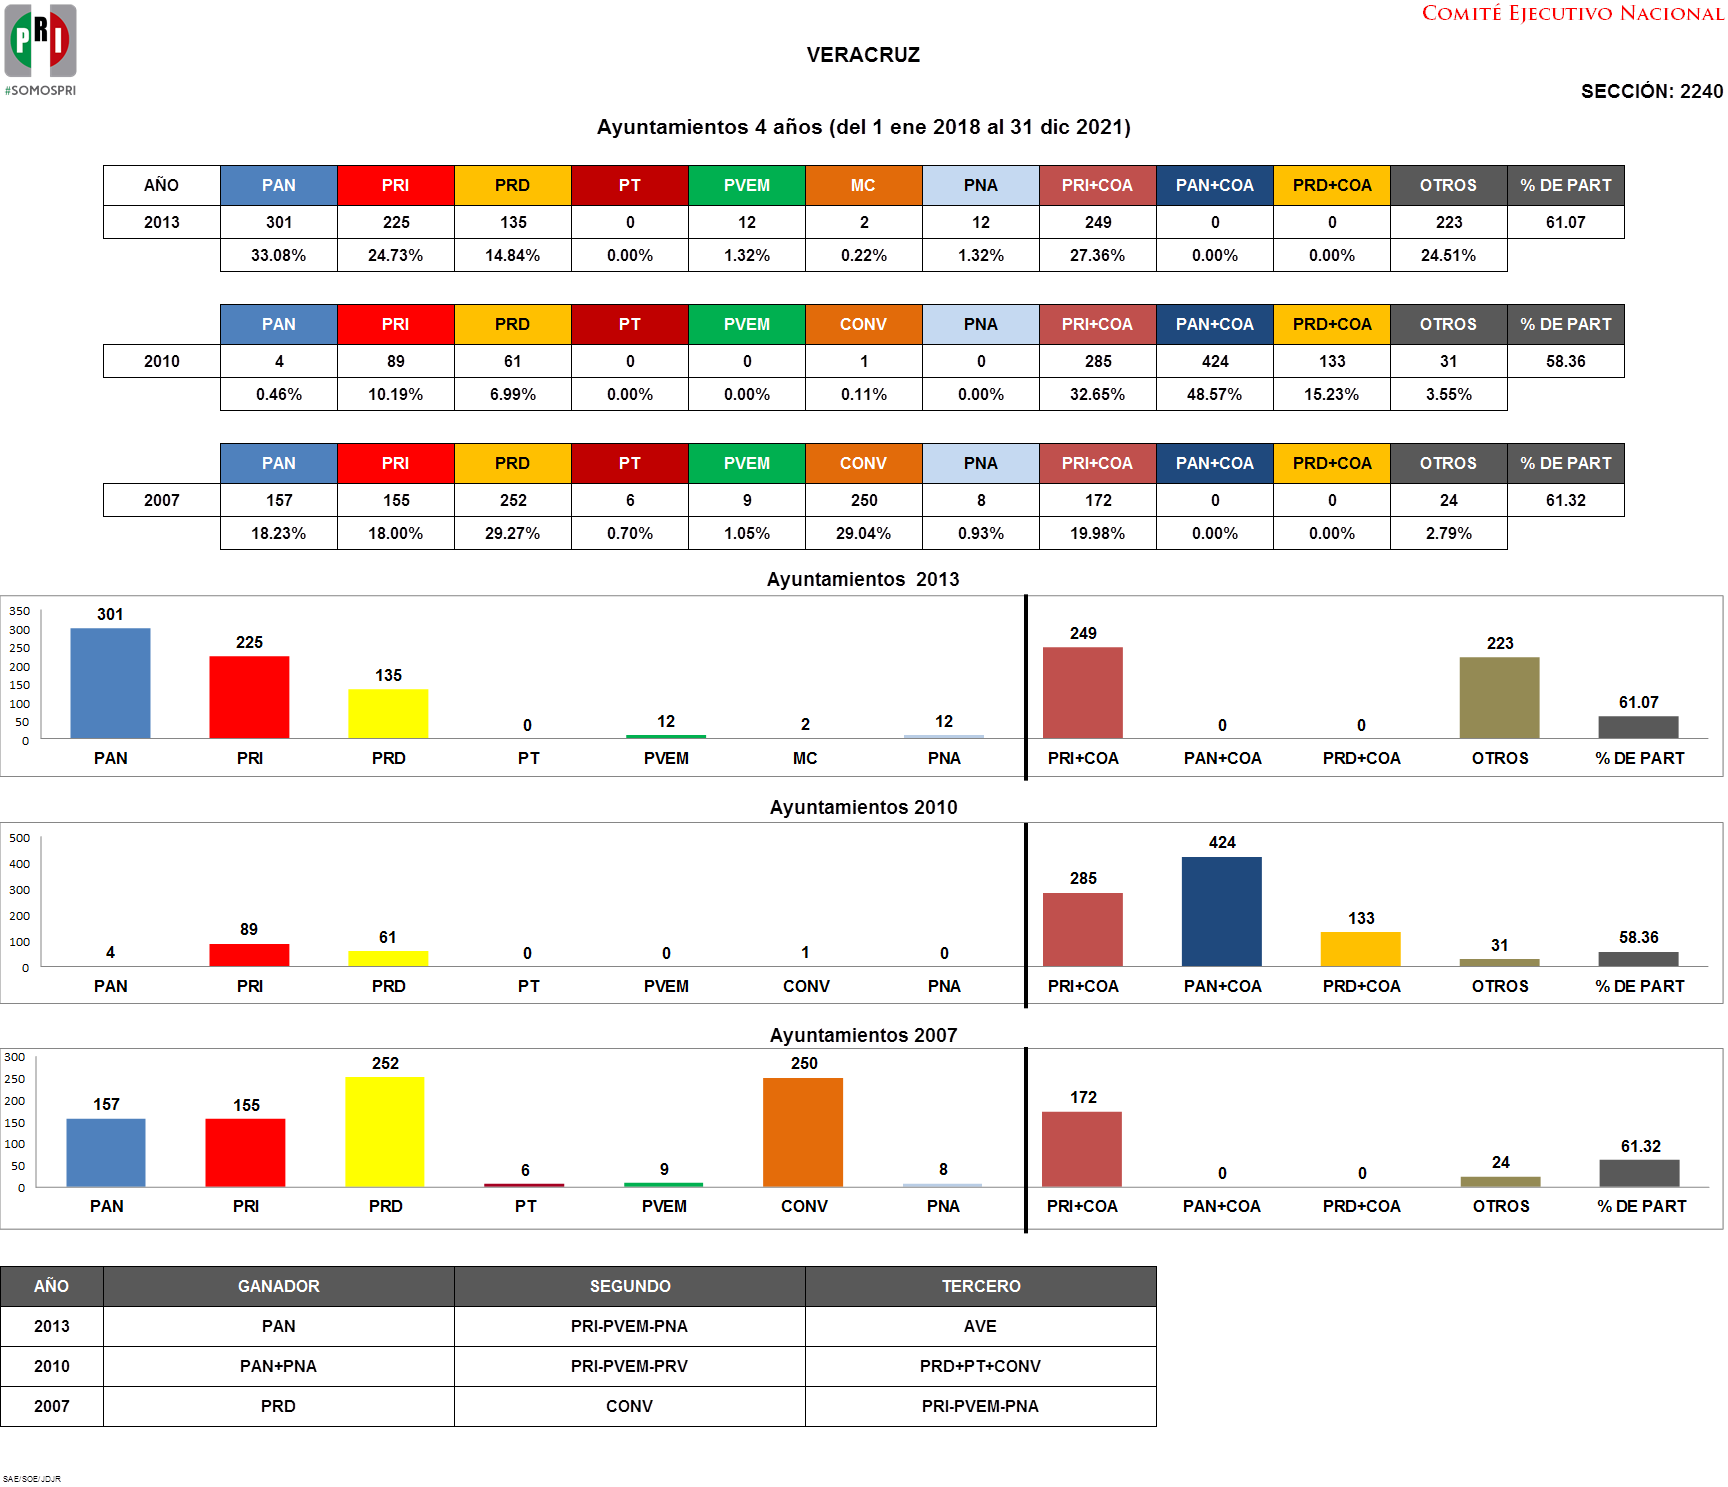 PRI
#SOMOSPRI
COMITÉ EJECUTIVO NACIONAL
VERACRUZ
SECCIÓN: 2240
Ayuntamientos 4 años (del 1 ene 2018 al 31 dic 2021)
AÑO PAN PRI PRD PT PVEM MC PNA PRI+COA PAN+COA PRD+COA OTROS % DE PART
2013 301 225 135 0 12 2 12 249 0 0 223 61.07
33.08% 24.73% 14.84% 0.00% 1.32% 0.22% 1.32% 27.36% 0.00% 0.00% 24.51%
PAN PRI PRD PT PVEM CONV PNA PRI+COA PAN+COA PRD+COA OTROS % DE PART
2010 4 89 61 0 0 1 0 285 424 133 31 58.36
0.46% 10.19% 6.99% 0.00% 0.00% 0.11% 0.00% 32.65% 48.57% 15.23% 3.55%
PAN PRI PRD PT PVEM CONV PNA PRI+COA PAN+COA PRD+COA OTROS % DE PART
2007 157 155 252 6 9 250 8 172 0 0 24 61.32
18.23% 18.00% 29.27% 0.70% 1.05% 29.04% 0.93% 19.98% 0.00% 0.00% 2.79%
Ayuntamientos 2013
350
300
250
200
150
100
50
0
301 225 135 0 12 2 12 249 0 0 223 61.07
PAN PRI PRD PT PVEM MC PNA PRI+COA PAN+COA PRD+COA OTROS % DE PART
Ayuntamientos 2010
500
400
300
200
100
0
4 89 61 0 0 1 0 285 424 133 31 58.36
PAN PRI PRD PT PVEM CONV PNA PRI+COA PAN+COA PRD+COA OTROS % DE PART
Ayuntamientos 2007
300
250
200
150
100
50
0
157 155 252 6 9 250 8 172 0 0 24 61.32
PAN PRI PRD PT PVEM CONV PNA PRI+COA PAN+COA PRD+COA OTROS % DE PART
AÑO GANADOR SEGUNDO TERCERO
2013 PAN PRI-PVEM-PNA AVE
2010 PAN+PNA PRI-PVEM-PRV PRD+PT+CONV
2007 PRD CONV PRI-PVEM-PNA
SAE/SOE/JDJR